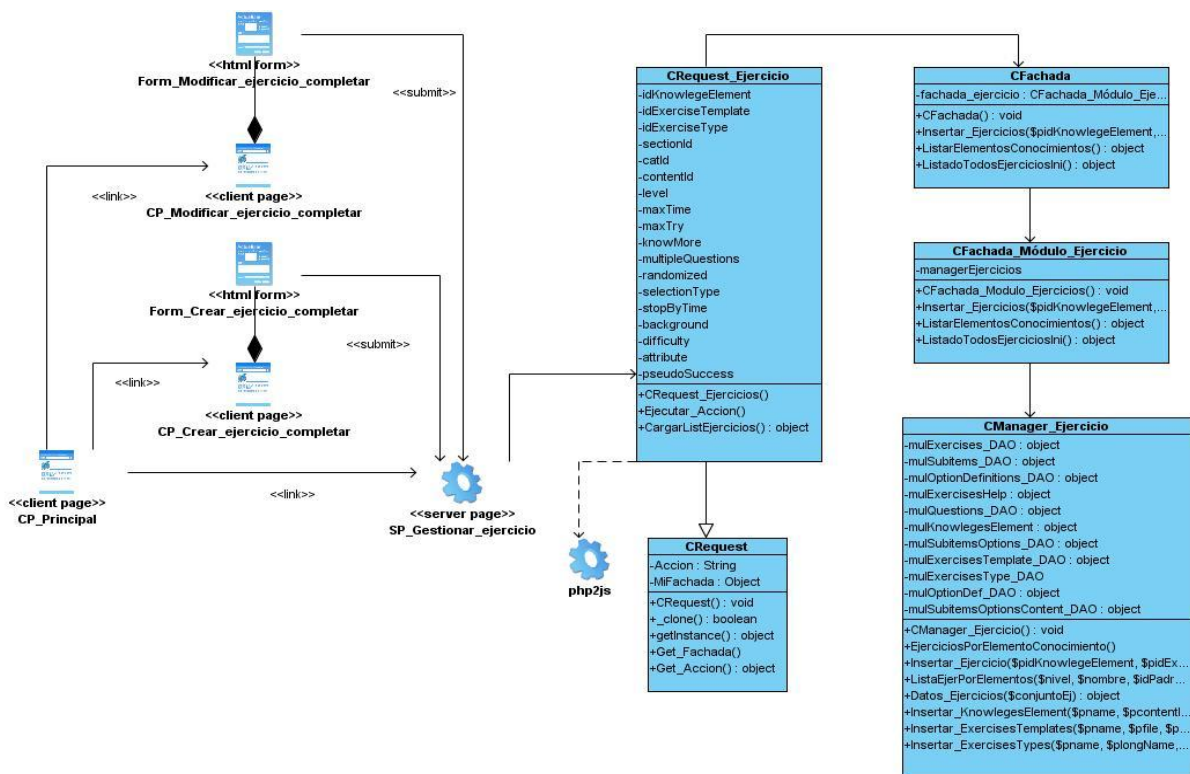 <<html form>>
Form_Modificar_ejercicio_completar
<<submit>>
<<link>>
<<client page>>
CP_Modificar_ejercicio_completar
<<html form>>
Form_Crear_ejercicio_completar
<<submit>>
<<link>>
<<client page>>
CP_Crear_ejercicio_completar
<<client page>>
CP_Principal
<<link>>
<<server page>>
SP_Gestionar_ejercicio
CRequest_Ejercicio
-idKnowlegeElement
-idExerciseTemplate
-idExerciseType
-sectionId
-catId
-contentId
-level
-maxTime
-maxTry
-knowMore
-multipleQuestions
-randomized
-selectionType
-stopByTime
-background
-difficulty
-attribute
-pseudoSuccess
+CRequest_Ejercicios()
+Ejecutar_Accion()
+CargarListEjercicios() : object
php2js
CRequest
-Accion : String
-MiFachada : Object
+CRequest() : void
+_clone() : boolean
+getInstance() : object
+Get_Fachada()
+Get_Accion() : object
CFachada
-fachada_ejercicio : CFachada_Módulo_Eje...
+CFachada() : void
+Insertar_Ejercicios($pidKnowlegeElement,...
+ListarElementosConocimientos() : object
+ListadoTodosEjerciciosIni() : object
CFachada_Módulo_Ejercicio
-managerEjercicios
+CFachada_Modulo_Ejercicios() : void
+Insertar_Ejercicios($pidKnowlegeElement,...
+ListarElementosConocimientos() : object
+ListadoTodosEjerciciosIni() : object
CManager_Ejercicio
-mulExercises_DAO : object
-mulSubitems_DAO : object
-mulOptionDefinitions_DAO : object
-mulExercisesHelp : object
-mulQuestions_DAO : object
-mulKnowlegesElement : object
-mulSubitemsOptions_DAO : object
-mulExercisesTemplate_DAO : object
-mulExercisesType_DAO
-mulOptionDef_DAO : object
-mulSubitemsOptionsContent_DAO : object
+CManager_Ejercicio() : void
+EjerciciosPorElementoConocimiento()
+Insertar_Ejercicio($pidKnowlegeElement, $pidEx...
+ListaEjerPorElementos($nivel, $nombre, $idPadr...
+Datos_Ejercicios($conjuntoEj) : object
+Insertar_KnowlegesElement($pname, $pcontentI...
+Insertar_ExercisesTemplates($pname, $pfile, $p...
+Insertar_ExercisesTypes($pname, $plongName,...